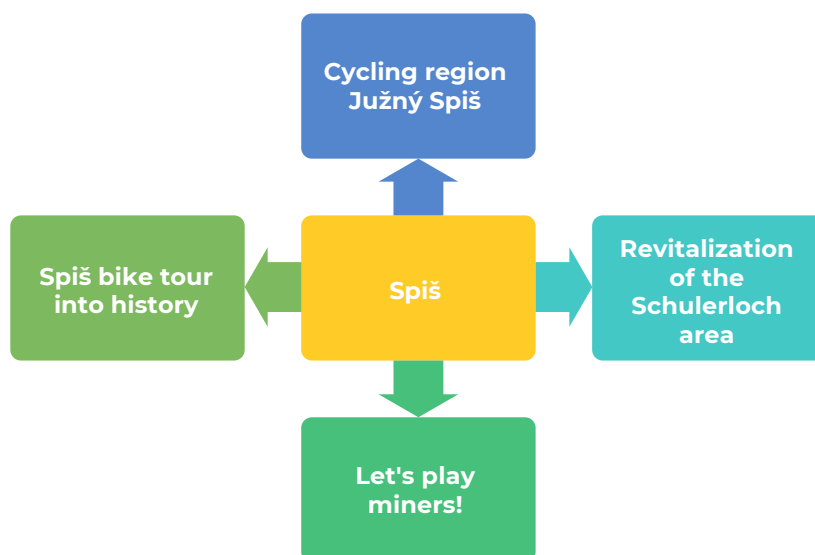 Cycling region
Južný Spiš
Spiš bike tour
into history
Spiš
Revitalization
of the
Schulerloch
area
Let's play
miners!